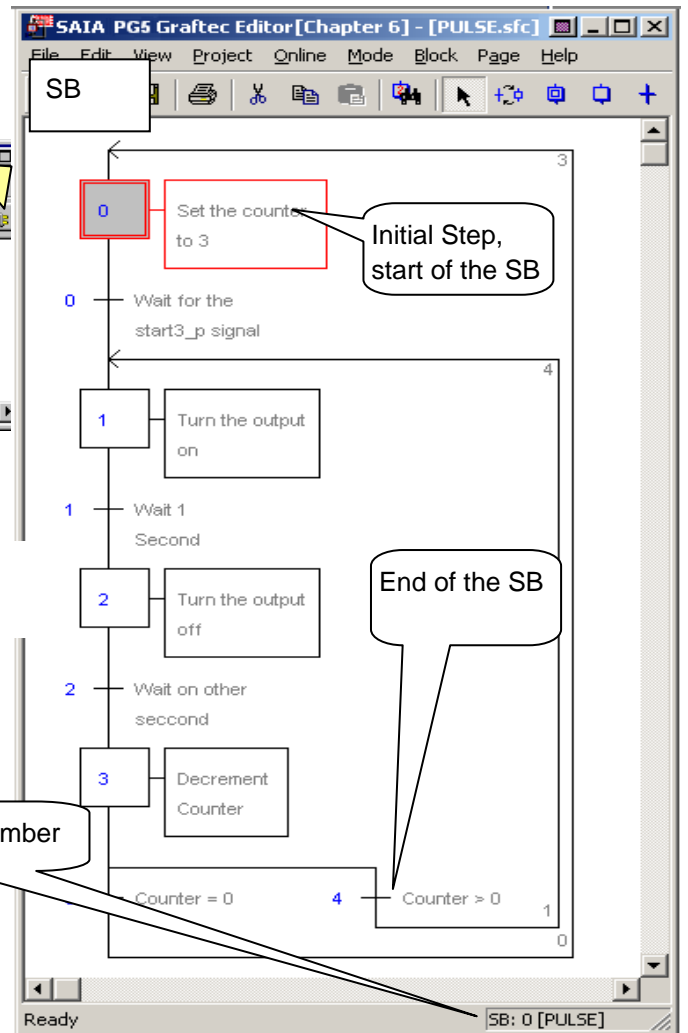 SAIA PG5 Graftec Editor[Chapter 6] - [PULSE.sfc]
File Edit View Project Online Mode Block Page Help
SB
3
0 Set the counter
to 3
Initial Step,
start of the SB
0 Wait for the
start3_p signal
4
1 Turn the output
on
1 Wait 1
Second
End of the SB
2 Turn the output
off
2 Wait on other
seccond
3 Decrement
Counter
Counter = 0 4 Counter > 0 1
0
Ready SB: 0 [PULSE]